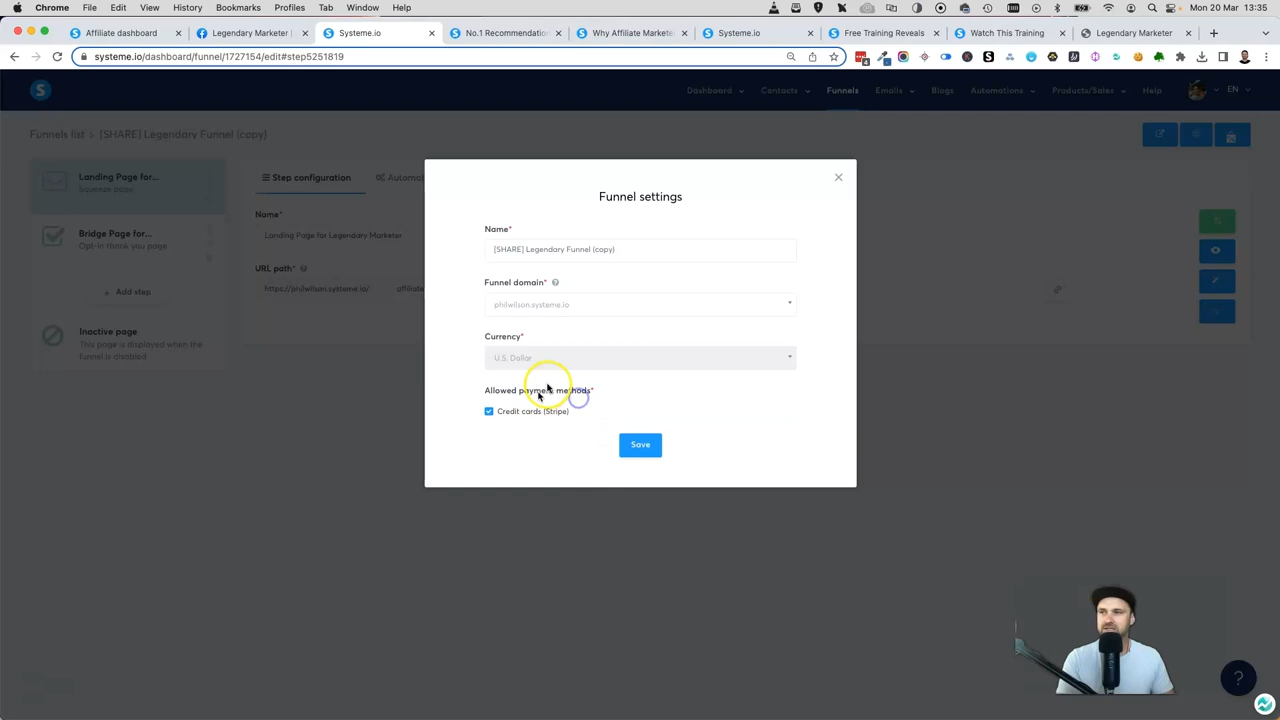 Chrome File Edit View History Bookmarks Profiles Tab Window Help
Mon 20 Mar 13:35
Affiliate dashboard
Legendary Marketer |
Systeme.io
No.1 Recommendation
Why Affiliate Marketer
Systeme.io
Free Training Reveals
Watch This Training
Legendary Marketer
systeme.io/dashboard/funnel/1727154/edit#step5251819
S
Dashboard Contacts Funnels Emails Blogs Automations Products/Sales Help EN
Funnels list > [SHARE] Legendary Funnel (copy)
Landing Page for...
Squeeze page
Bridge Page for...
Opt-in thank you page
+ Add step
Inactive page
This page is displayed when the
funnel is disabled
Step configuration
Name*
Landing Page for Legendary Marketer
URL path*
https://philwilson.systeme.io/
Funnel settings
Name*
[SHARE] Legendary Funnel (copy)
Funnel domain*
philwilson.systeme.io
Currency*
U.S. Dollar
Allowed payment methods*
Credit cards (Stripe)
Save
?